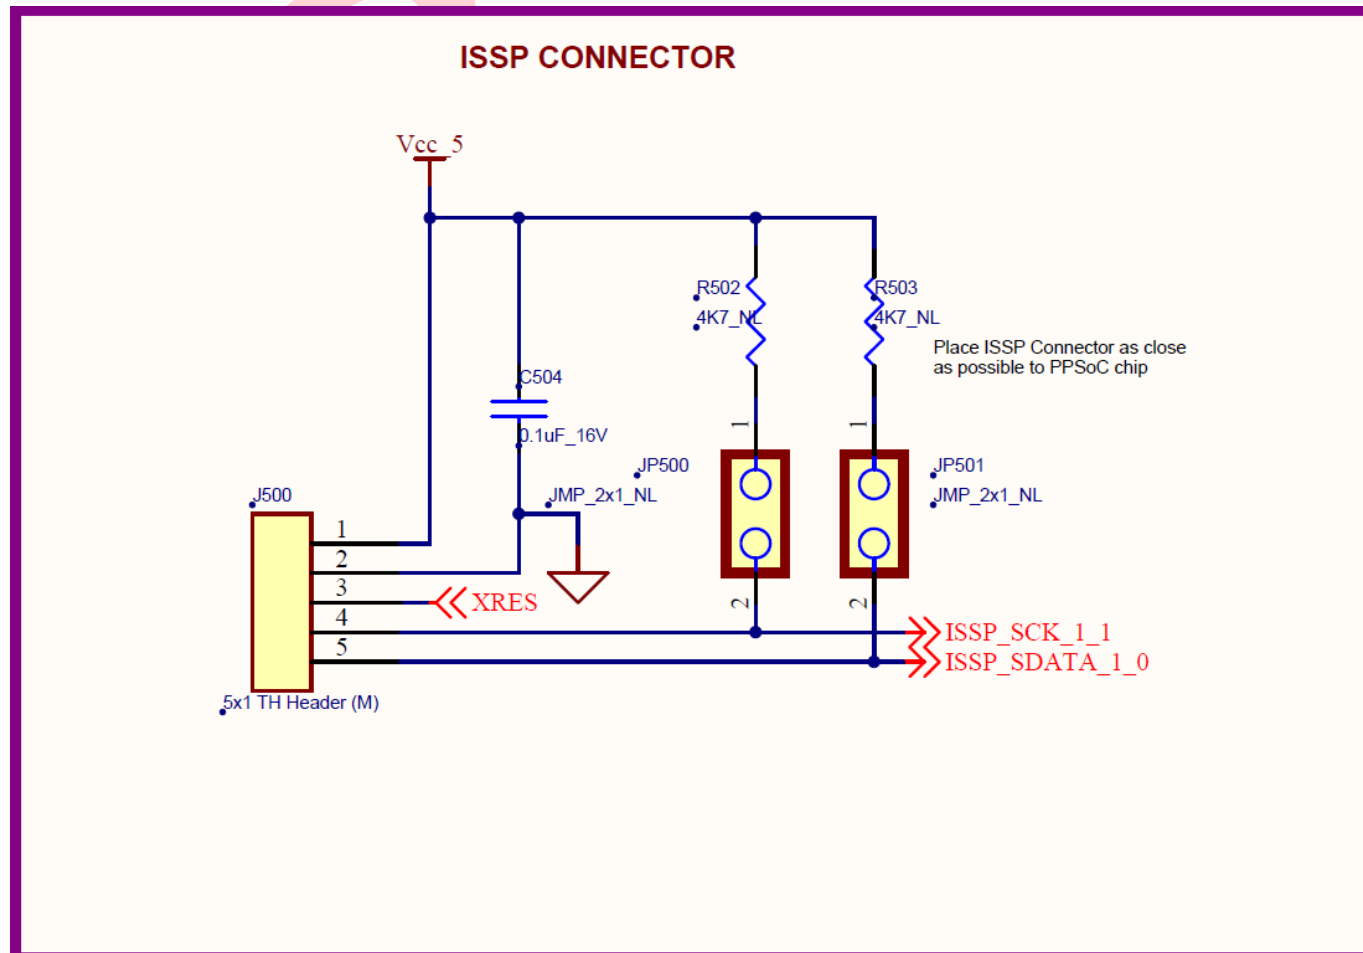 ISSP CONNECTOR
Vcc_5
R502
4K7_NL
R503
4K7_NL
Place ISSP Connector as close
as possible to PPSoC chip
C504
0.1uF_16V
1
1
JP500
JMP_2x1_NL
JP501
JMP_2x1_NL
J500
1
2
3
4
5
XRES
2
2
ISSP_SCK_1_1
ISSP_SDATA_1_0
5x1 TH Header (M)